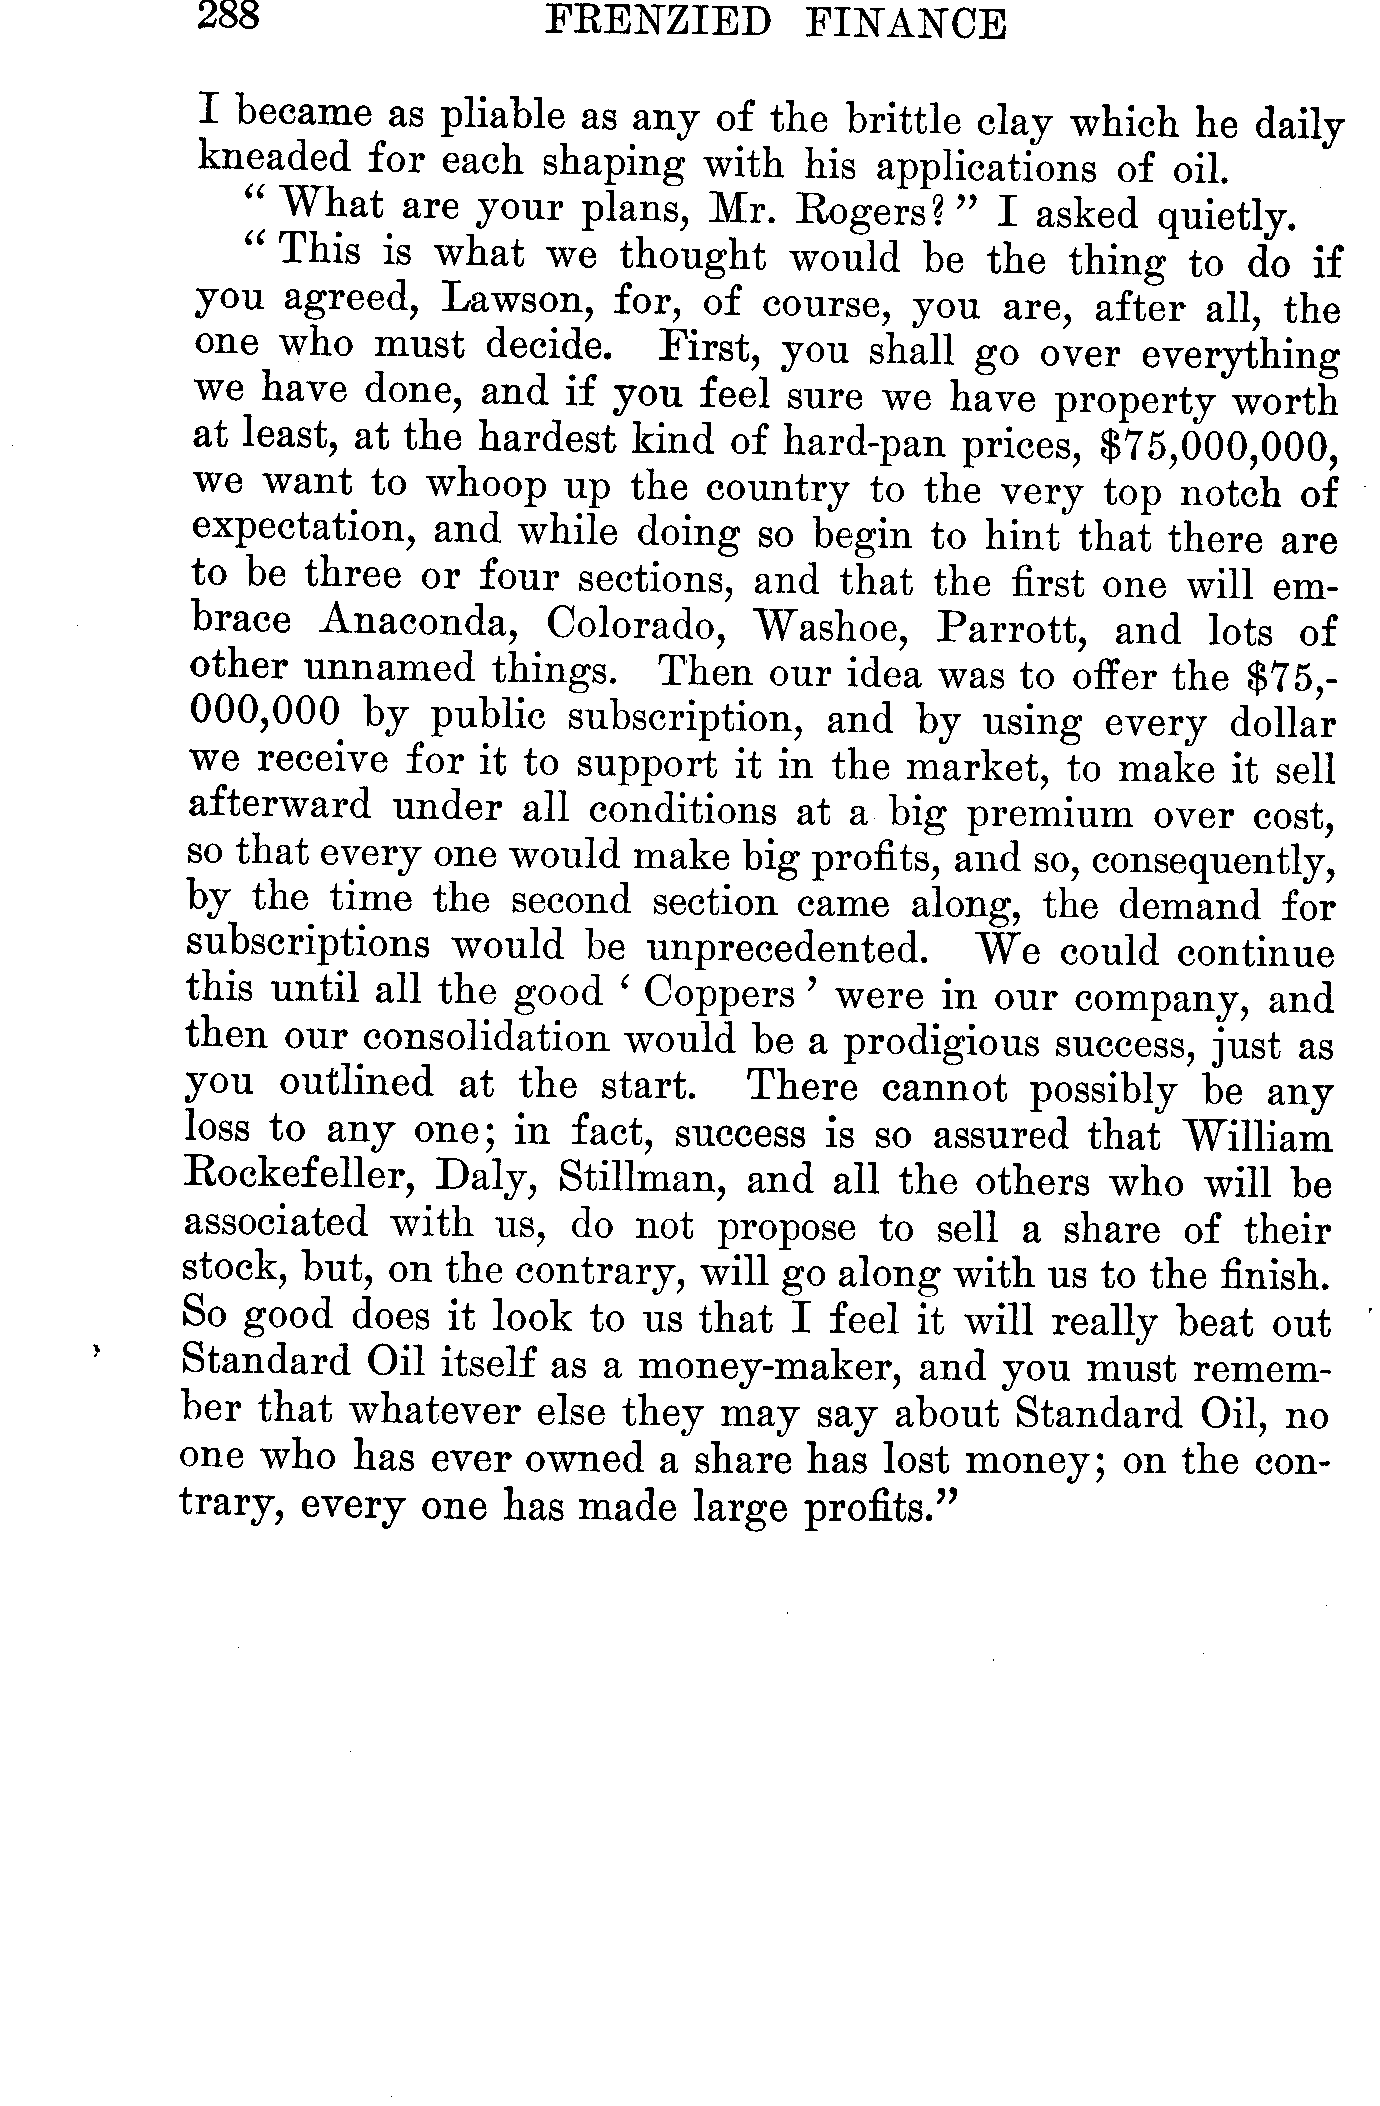 288 FRENZIED FINANCE
I became as pliable as any of the brittle clay which he daily
kneaded for each shaping with his applications of oil.
“ What are your plans, Mr. Rogers? ” I asked quietly.
“ This is what we thought would be the thing to do if
you agreed, Lawson, for, of course, you are, after all, the
one who must decide. First, you shall go over everything
we have done, and if you feel sure we have property worth
at least, at the hardest kind of hard-pan prices, $75,000,000,
we want to whoop up the country to the very top notch of
expectation, and while doing so begin to hint that there are
to be three or four sections, and that the first one will em-
brace Anaconda, Colorado, Washoe, Parrott, and lots of
other unnamed things. Then our idea was to offer the $75,-
000,000 by public subscription, and by using every dollar
we receive for it to support it in the market, to make it sell
afterward under all conditions at a big premium over cost,
so that every one would make big profits, and so, consequently,
by the time the second section came along, the demand for
subscriptions would be unprecedented. We could continue
this until all the good ‘ Coppers ’ were in our company, and
then our consolidation would be a prodigious success, just as
you outlined at the start. There cannot possibly be any
loss to any one; in fact, success is so assured that William
Rockefeller, Daly, Stillman, and all the others who will be
associated with us, do not propose to sell a share of their
stock, but, on the contrary, will go along with us to the finish.
So good does it look to us that I feel it will really beat out
Standard Oil itself as a money-maker, and you must remem-
ber that whatever else they may say about Standard Oil, no
one who has ever owned a share has lost money; on the con-
trary, every one has made large profits.”